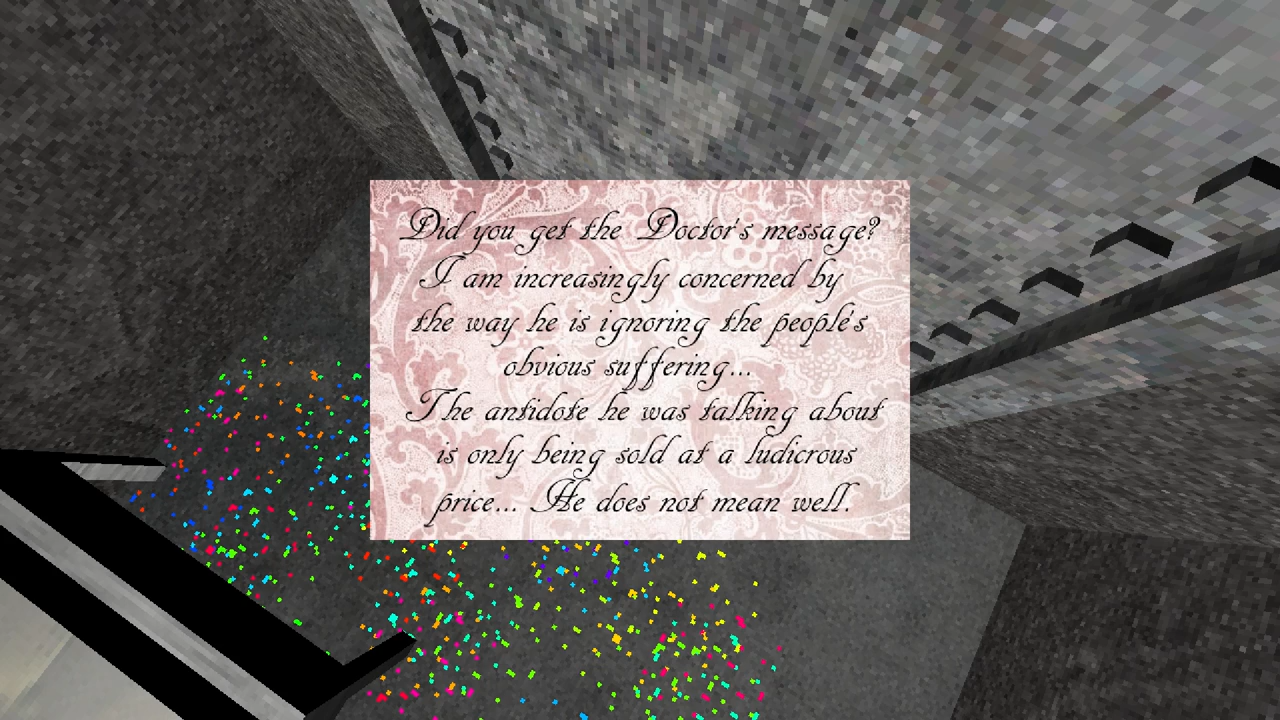 Did you get the Doctor's message?
I am increasingly concerned by
the way he is ignoring the people's
obvious suffering...
The antidote he was talking about
is only being sold at a ludicrous
price... He does not mean well.